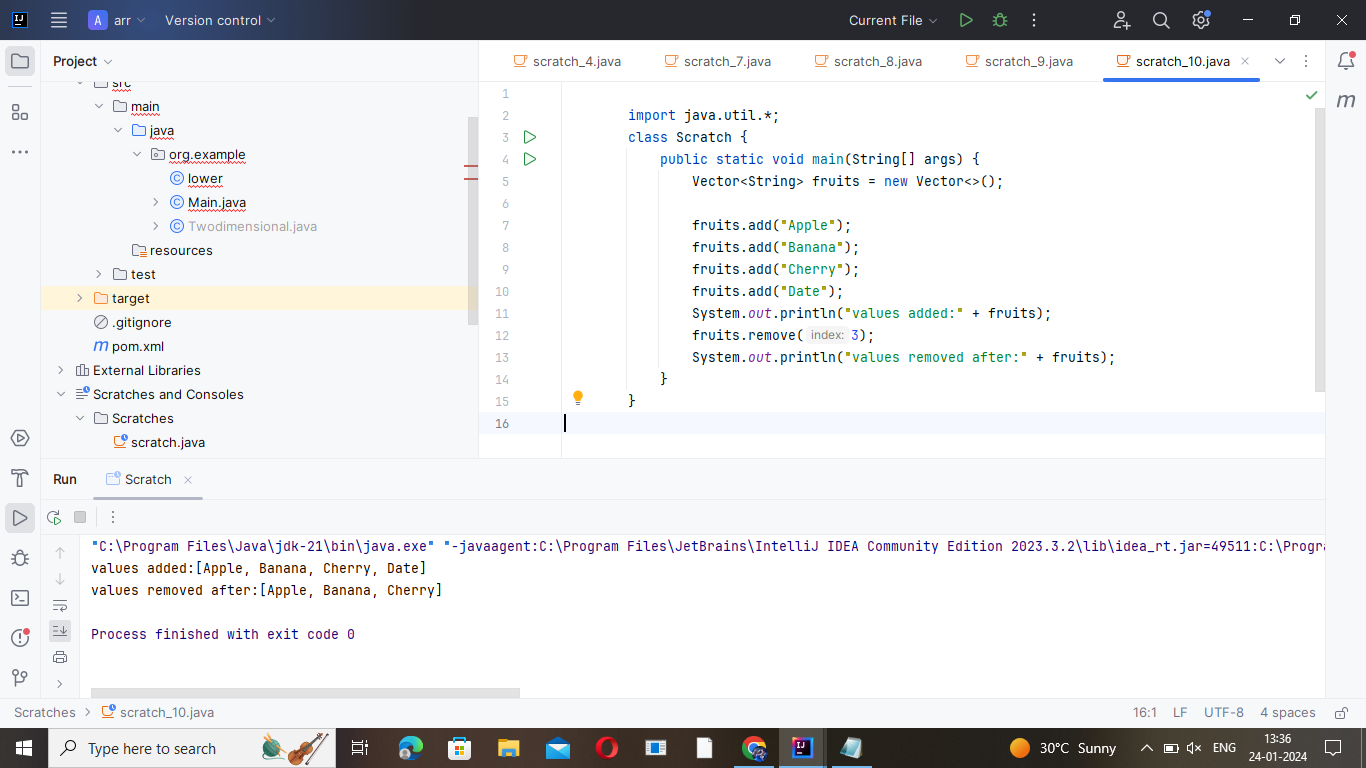 A arr Version control Current File
Project
scratch_4.java scratch_7.java scratch_8.java scratch_9.java scratch_10.java
src
main
java
org.example
lower
Main.java
Twodimensional.java
resources
test
target
.gitignore
pom.xml
External Libraries
Scratches and Consoles
Scratches
scratch.java
1
2 import java.util.*;
3 class Scratch {
4 public static void main(String[] args) {
5 Vector<String> fruits = new Vector<>();
6
7 fruits.add("Apple");
8 fruits.add("Banana");
9 fruits.add("Cherry");
10 fruits.add("Date");
11 System.out.println("values added:" + fruits);
12 fruits.remove( index: 3);
13 System.out.println("values removed after:" + fruits);
14 }
15 }
16
m
Run Scratch
"C:\Program Files\Java\jdk-21\bin\java.exe" "-javaagent:C:\Program Files\JetBrains\IntelliJ IDEA Community Edition 2023.3.2\lib\idea_rt.jar=49511:C:\Progra
values added:[Apple, Banana, Cherry, Date]
values removed after:[Apple, Banana, Cherry]
Process finished with exit code 0
Scratches > scratch_10.java 16:1 LF UTF-8 4 spaces
Type here to search 30°C Sunny ENG 13:36
24-01-2024